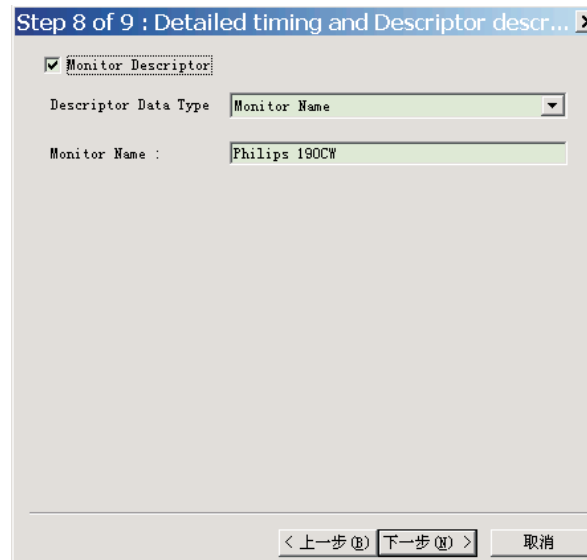 Step 8 of 9 : Detailed timing and Descriptor descr...
Monitor Descriptor
Descriptor Data Type Monitor Name
Monitor Name : Philips 190CW
< 上一步(B) 下一步(N) > 取消